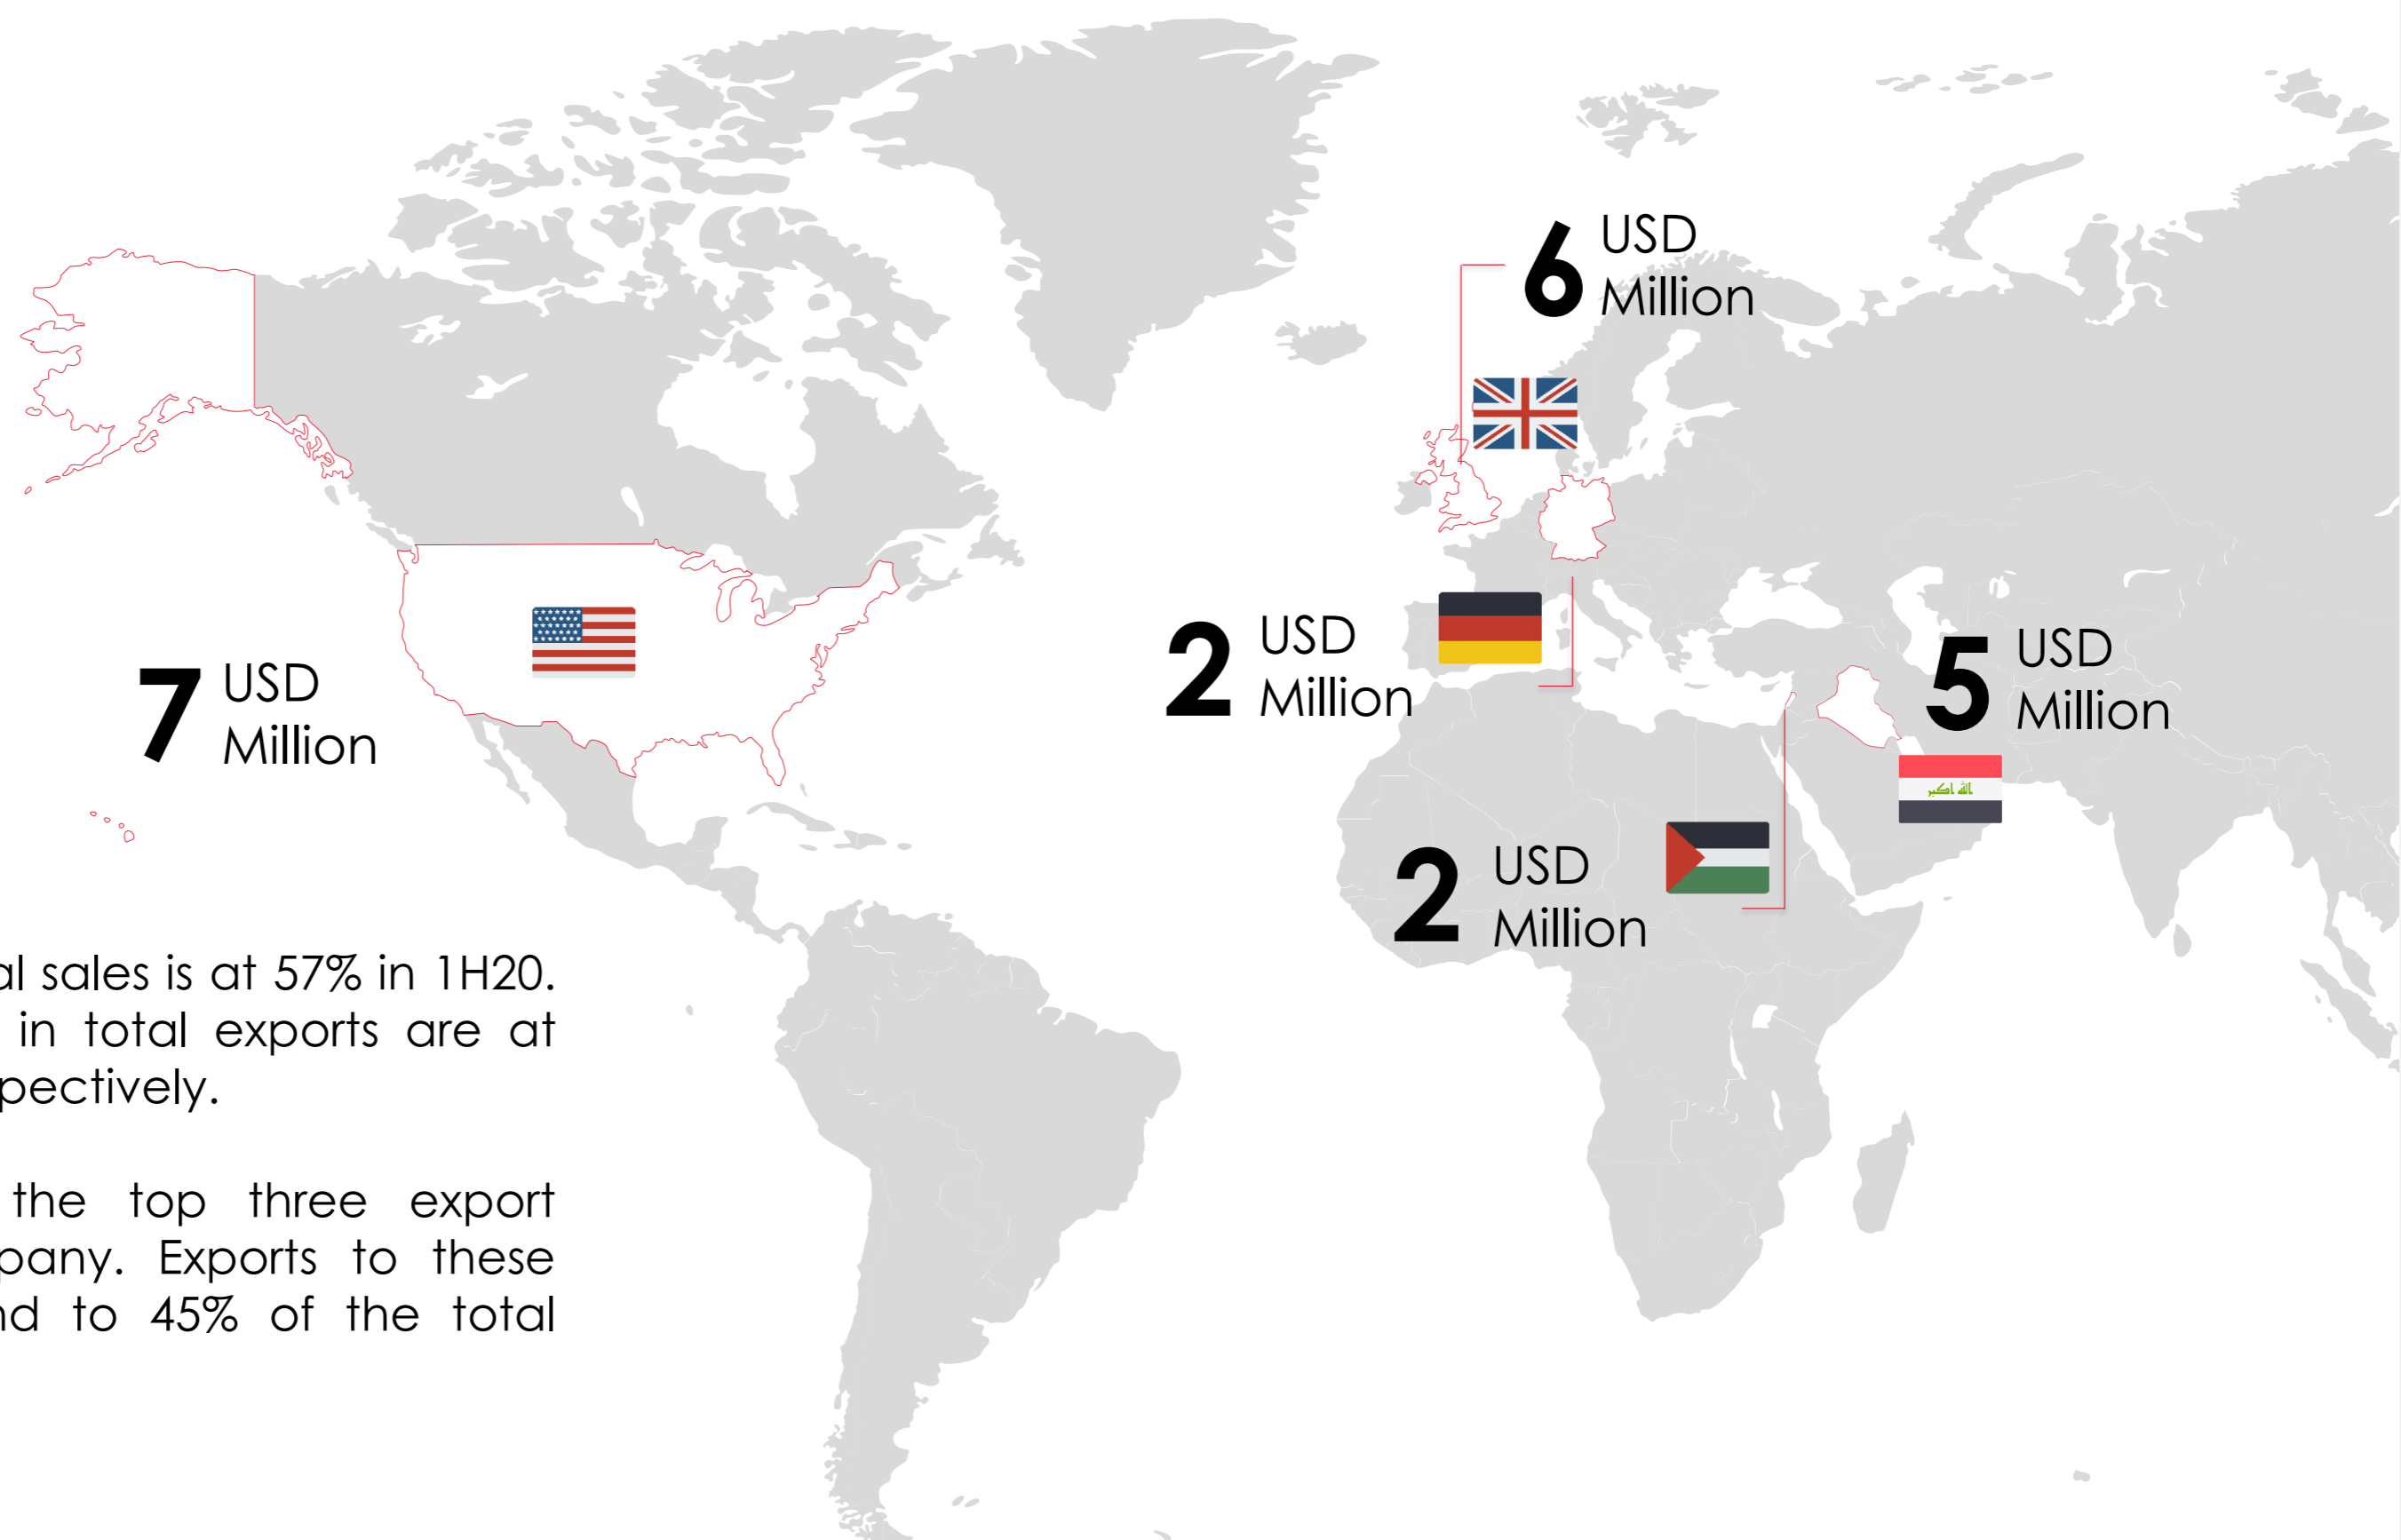 6 USD
Million
2 USD
Million
7 USD
Million
5 USD
Million
الله اكبر
2 USD
Million
al sales is at 57% in 1H20.
in total exports are at
pectively.
the top three export
pany. Exports to these
nd to 45% of the total